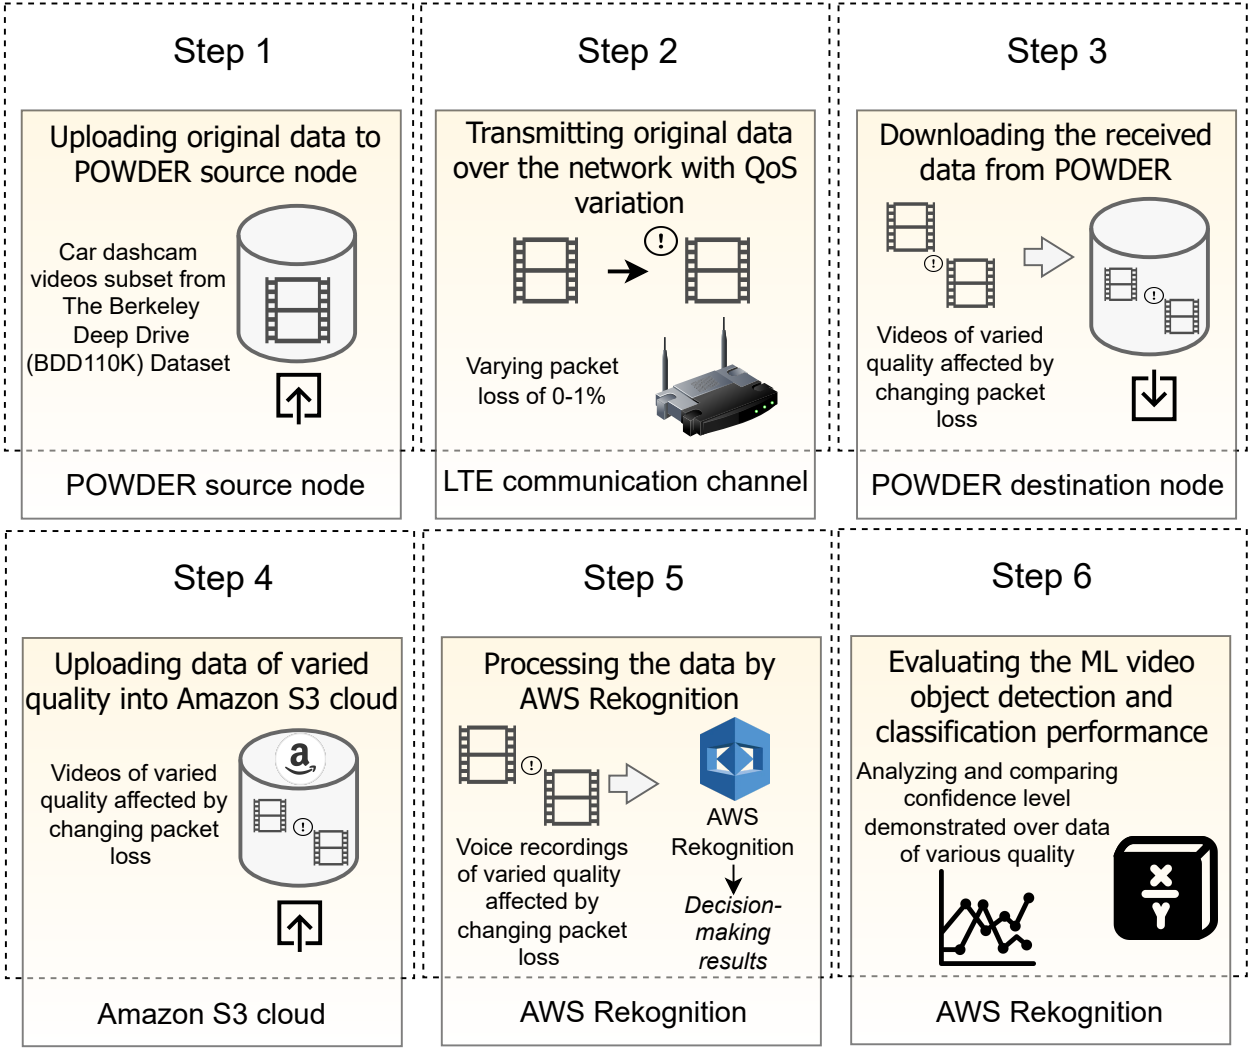 Step 1
Uploading original data to
POWDER source node
Car dashcam
videos subset from
The Berkeley
Deep Drive
(BDD110K) Dataset
POWDER source node
Step 2
Transmitting original data
over the network with QoS
variation
!
Varying packet
loss of 0-1%
LTE communication channel
Step 3
Downloading the received
data from POWDER
!
!
Videos of varied
quality affected by
changing packet
loss
POWDER destination node
Step 4
Uploading data of varied
quality into Amazon S3 cloud
a
Videos of varied
quality affected by
changing packet
loss
!
Amazon S3 cloud
Step 5
Processing the data by
AWS Rekognition
!
Voice recordings
of varied quality
affected by
changing packet
loss
AWS
Rekognition
Decision-
making
results
AWS Rekognition
Step 6
Evaluating the ML video
object detection and
classification performance
Analyzing and comparing
confidence level
demonstrated over data
of various quality
X
Y
AWS Rekognition